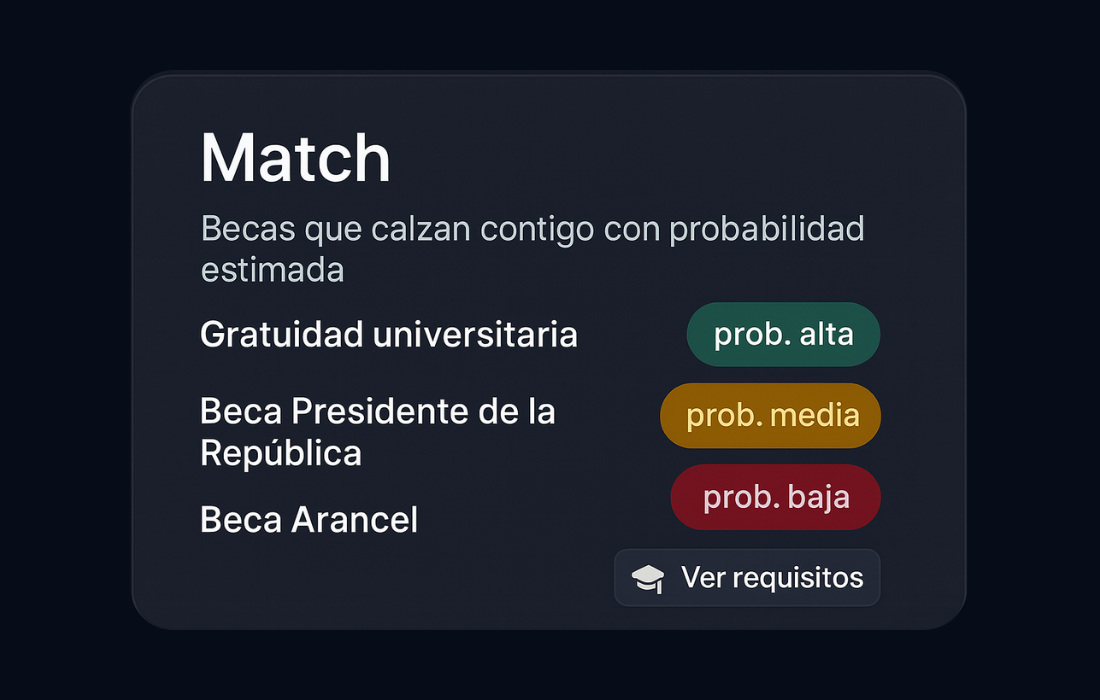 Match
Becas que calzan contigo con probabilidad
estimada
Gratuidad universitaria
prob. alta
Beca Presidente de la
República
prob. media
Beca Arancel
prob. baja
Ver requisitos